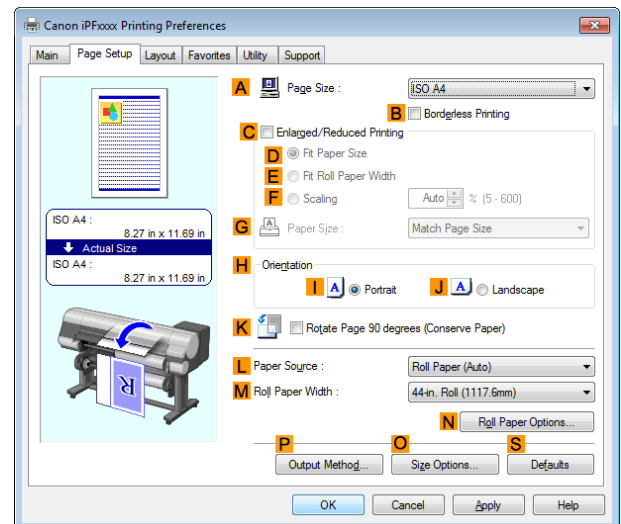 Canon iPFxxxx Printing Preferences
Main Page Setup Layout Favorites Utility Support
A Page Size : ISO A4
B Borderless Printing
C Enlarged/Reduced Printing
D Fit Paper Size
E Fit Roll Paper Width
F Scaling Auto % (5 - 600)
ISO A4 :
8.27 in x 11.69 in
Actual Size
ISO A4 :
8.27 in x 11.69 in
G A Paper Size : Match Page Size
H Orientation
I A Portrait J A Landscape
K Rotate Page 90 degrees (Conserve Paper)
R
L Paper Source : Roll Paper (Auto)
M Roll Paper Width : 44-in. Roll (1117.6mm)
N Roll Paper Options...
P O S
Output Method... Size Options... Defaults
OK Cancel Apply Help